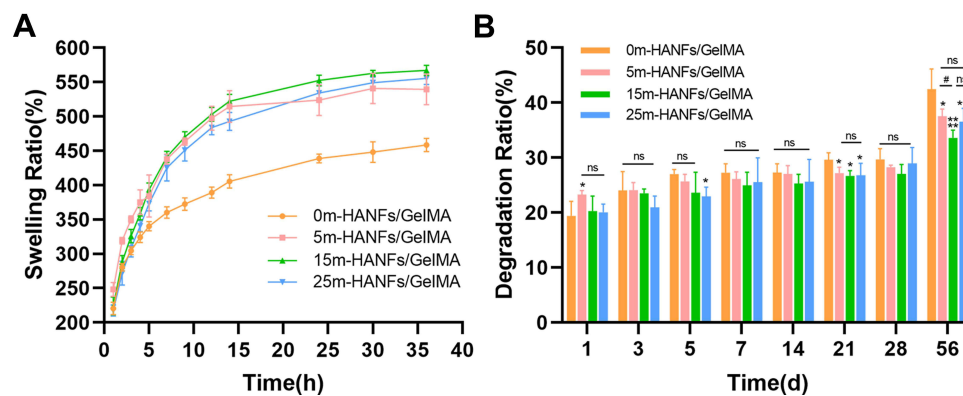 A
Swelling Ratio(%)
600
550
500
450
400
350
300
250
200
0m-HANFs/GelMA
5m-HANFs/GelMA
15m-HANFs/GelMA
25m-HANFs/GelMA
0 5 10 15 20 25 30 35 40
Time(h)
B
Degradation Ratio(%)
50
40
30
20
10
0
0m-HANFs/GelMA
5m-HANFs/GelMA
15m-HANFs/GelMA
25m-HANFs/GelMA
* ns
ns
ns *
ns
ns
ns * * *
ns
ns
# ns
* **** *
1 3 5 7 14 21 28 56
Time(d)